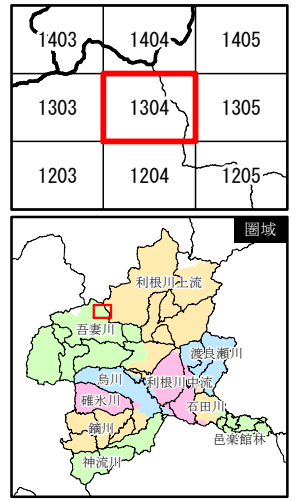 1403 1404 1405
1303 1304 1305
1203 1204 1205
圏域
利根川上流
吾妻川
渡良瀬川
烏川
利根川中流
碓氷川
石田川
鏑川
邑楽館林
神流川